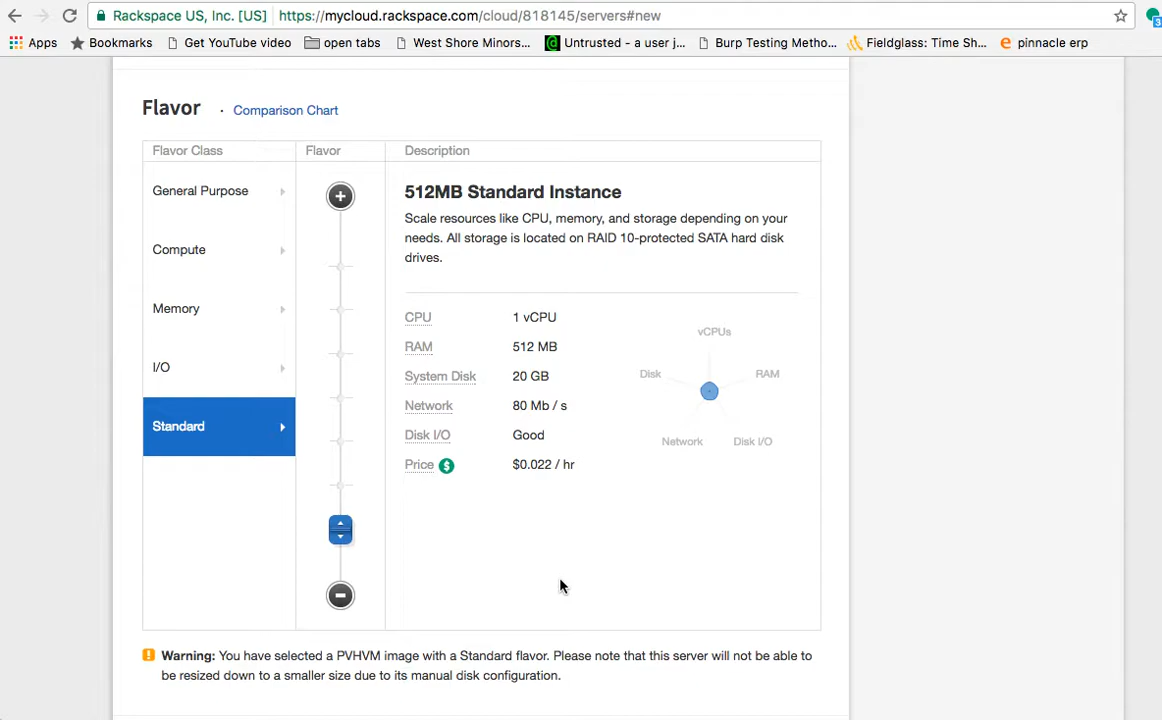 Rackspace US, Inc. [US] https://mycloud.rackspace.com/cloud/818145/servers#new
Apps Bookmarks Get YouTube video open tabs West Shore Minors... Untrusted - a user j... Burp Testing Metho... Fieldglass: Time Sh... pinnacle erp
Flavor · Comparison Chart
Flavor Class Flavor Description
General Purpose
Compute
Memory
I/O
Standard
512MB Standard Instance
Scale resources like CPU, memory, and storage depending on your
needs. All storage is located on RAID 10-protected SATA hard disk
drives.
CPU 1 vCPU
RAM 512 MB
System Disk 20 GB
Network 80 Mb / s
Disk I/O Good
Price $ $0.022 / hr
vCPUs
Disk RAM
Network Disk I/O
Warning: You have selected a PVHVM image with a Standard flavor. Please note that this server will not be able to
be resized down to a smaller size due to its manual disk configuration.